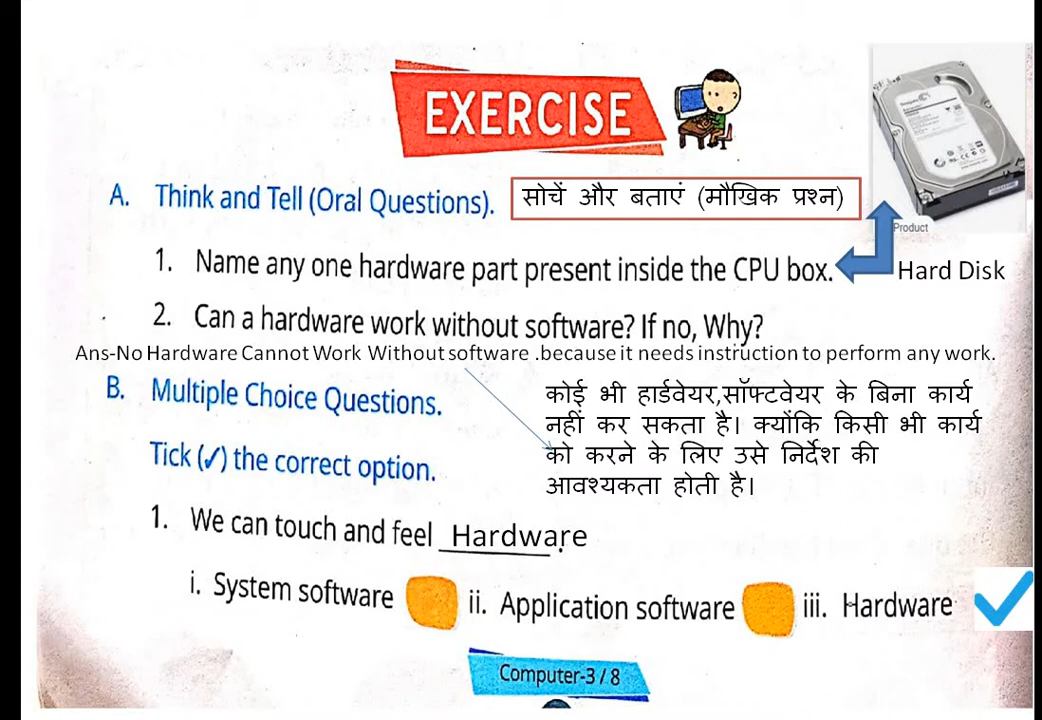 EXERCISE
A. Think and Tell (Oral Questions). सोचें और बताएं (मौखिक प्रश्न)
Product
1. Name any one hardware part present inside the CPU box. Hard Disk
2. Can a hardware work without software? If no, Why?
Ans-No Hardware Cannot Work Without software .because it needs instruction to perform any work.
B. Multiple Choice Questions.
कोई भी हार्डवेयर,सॉफ्टवेयर के बिना कार्य
नहीं कर सकता है। क्योंकि किसी भी कार्य
को करने के लिए उसे निर्देश की
आवश्यकता होती है।
Tick (✓) the correct option.
1. We can touch and feel Hardware.
i. System software ii. Application software iii. Hardware ✓
Computer-3 / 8